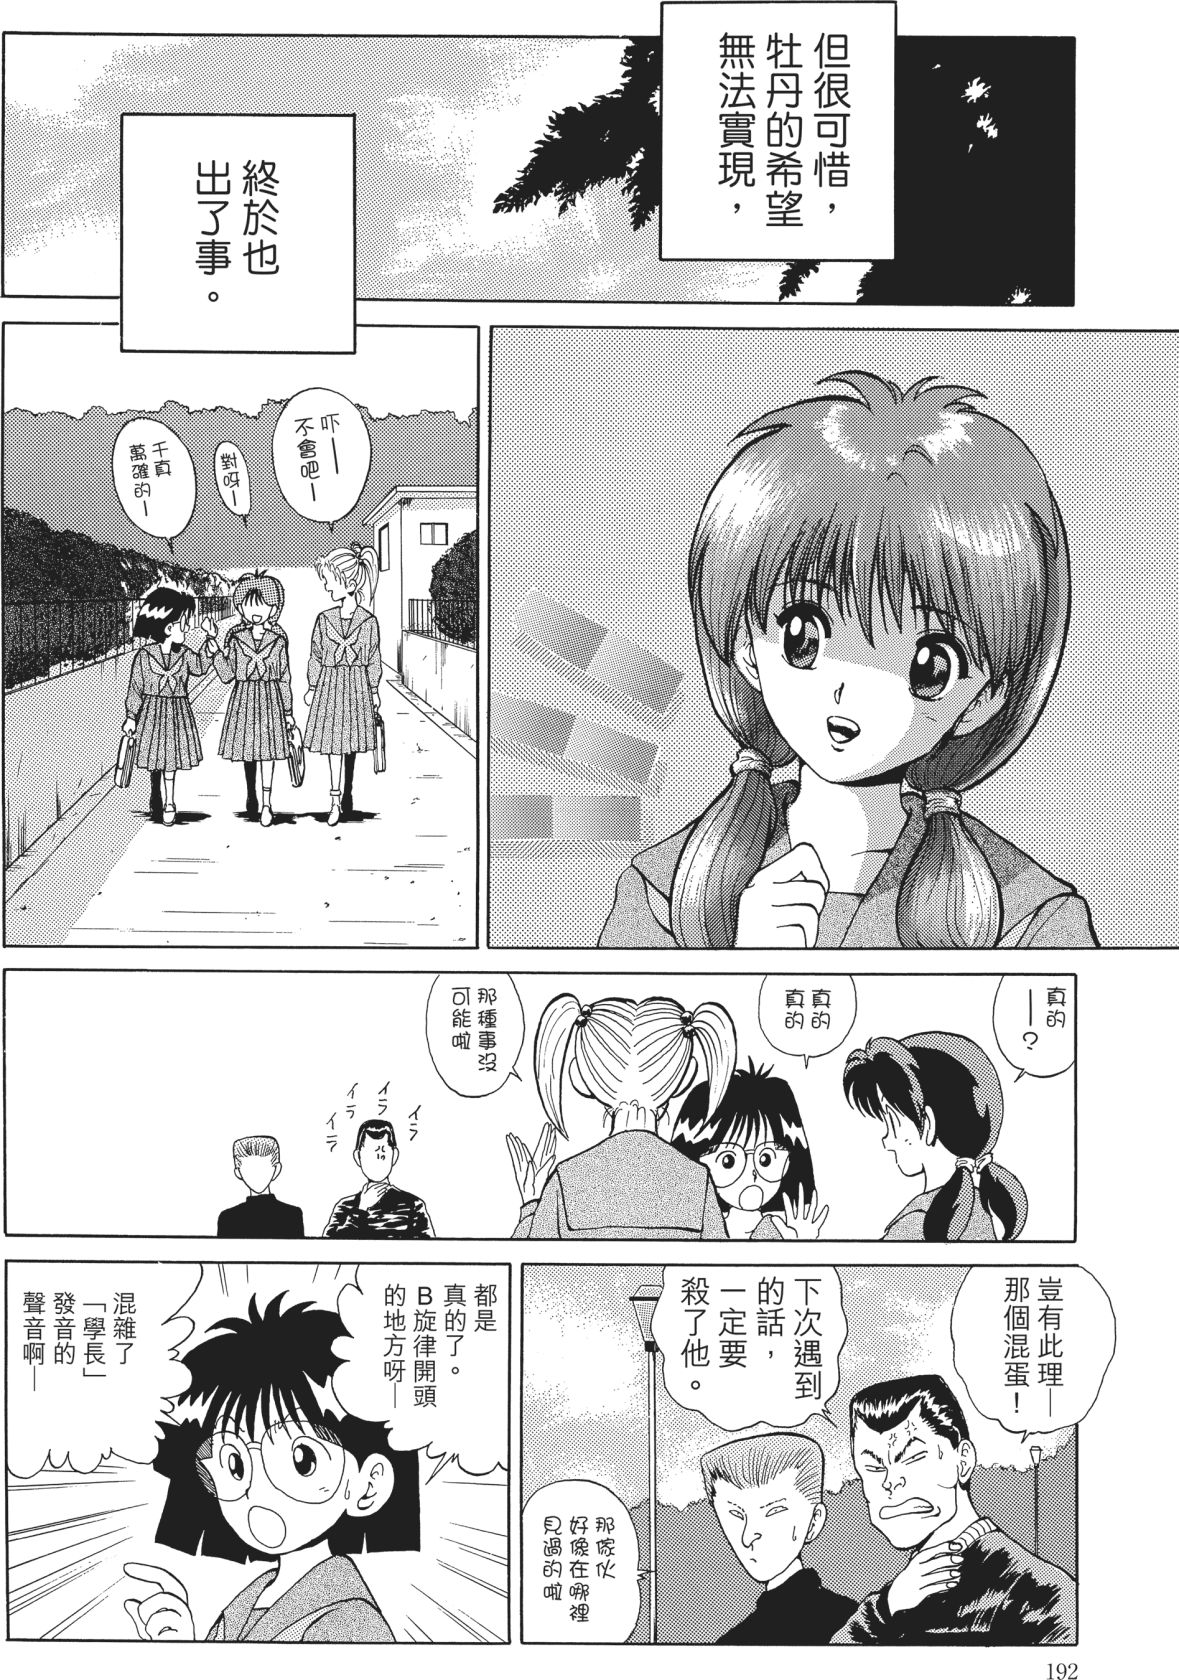 但很可惜，
牡丹的希望
無法實現，
終於也
出了事。
吓——
不會吧—
對呀—
千真
萬確的—
真的
——？
真的
真的
那種事沒
可能啦
イラ
イラ
イラ
イラ
豈有此理—
那個混蛋！
下次遇到
的話，
一定要
殺了他。
那傢伙
好像在哪裡
見過的啦
都是
真的了。
B旋律開頭
的地方呀—
混雜了
「學長」
發音的
聲音啊—
192